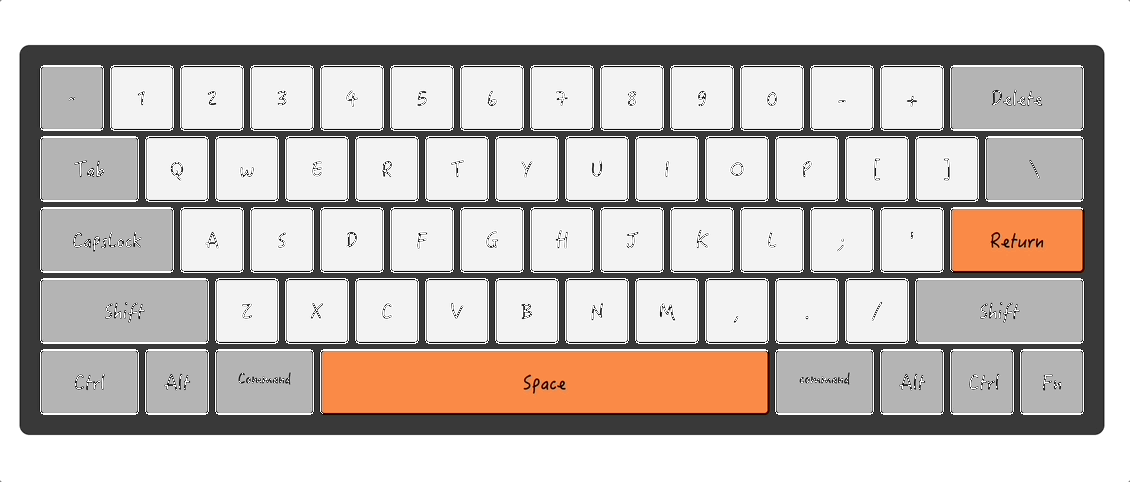 - 1 2 3 4 5 6 7 8 9 0 - + Delete
Tab Q W E R T Y U I O P [ ] \
CapsLock A S D F G H J K L ; ' Return
Shift Z X C V B N M , . / Shift
Ctrl Alt Command Space command Alt Ctrl Fn